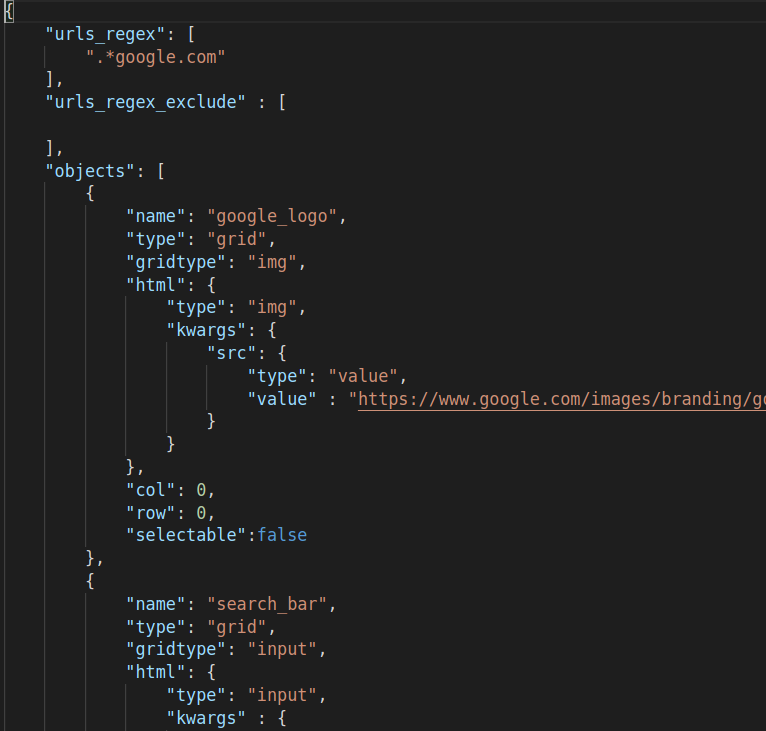 {
    "urls_regex": [
        ".*google.com"
    ],
    "urls_regex_exclude" : [

    ],
    "objects": [
        {
            "name": "google_logo",
            "type": "grid",
            "gridtype": "img",
            "html": {
                "type": "img",
                "kwargs": {
                    "src": {
                        "type": "value",
                        "value" : "https://www.google.com/images/branding/go
                    }
                }
            },
            "col": 0,
            "row": 0,
            "selectable":false
        },
        {
            "name": "search_bar",
            "type": "grid",
            "gridtype": "input",
            "html": {
                "type": "input",
                "kwargs" : {